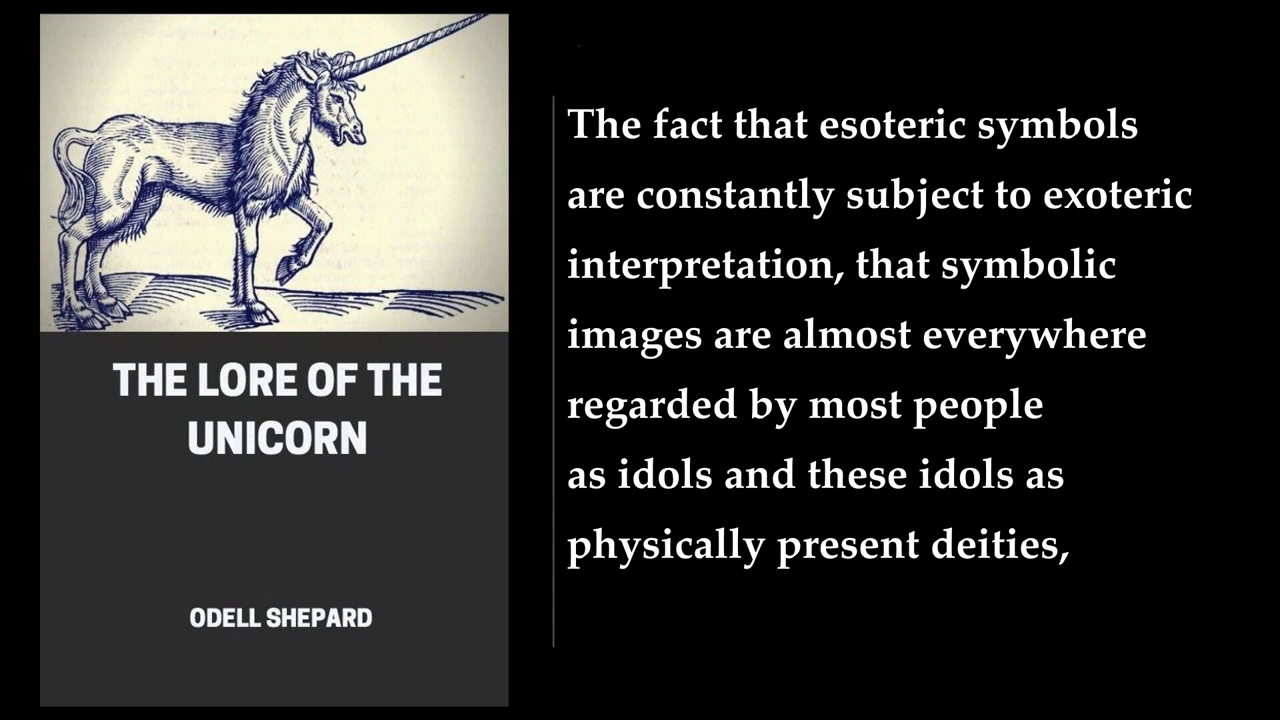 THE LORE OF THE
UNICORN
ODELL SHEPARD
The fact that esoteric symbols
are constantly subject to exoteric
interpretation, that symbolic
images are almost everywhere
regarded by most people
as idols and these idols as
physically present deities,